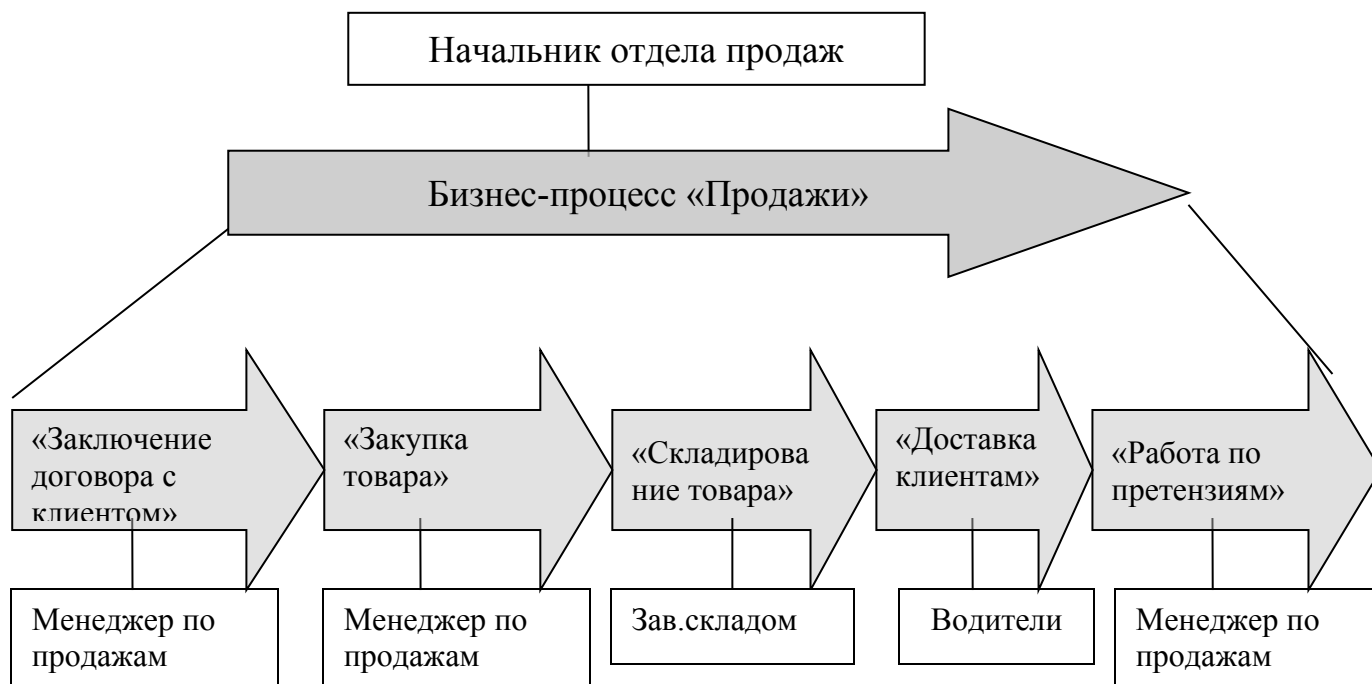 Начальник отдела продаж
Бизнес-процесс «Продажи»
«Заключение
договора с
клиентом»
«Закупка
товара»
«Складирова
ние товара»
«Доставка
клиентам»
«Работа по
претензиям»
Менеджер по
продажам
Менеджер по
продажам
Зав.складом
Водители
Менеджер по
продажам